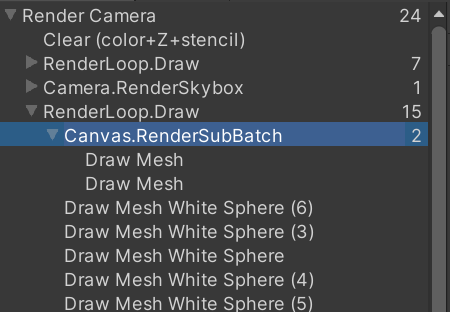 Render Camera 24
Clear (color+Z+stencil)
RenderLoop.Draw 7
Camera.RenderSkybox 1
RenderLoop.Draw 15
Canvas.RenderSubBatch 2
Draw Mesh
Draw Mesh
Draw Mesh White Sphere (6)
Draw Mesh White Sphere (3)
Draw Mesh White Sphere
Draw Mesh White Sphere (4)
Draw Mesh White Sphere (5)